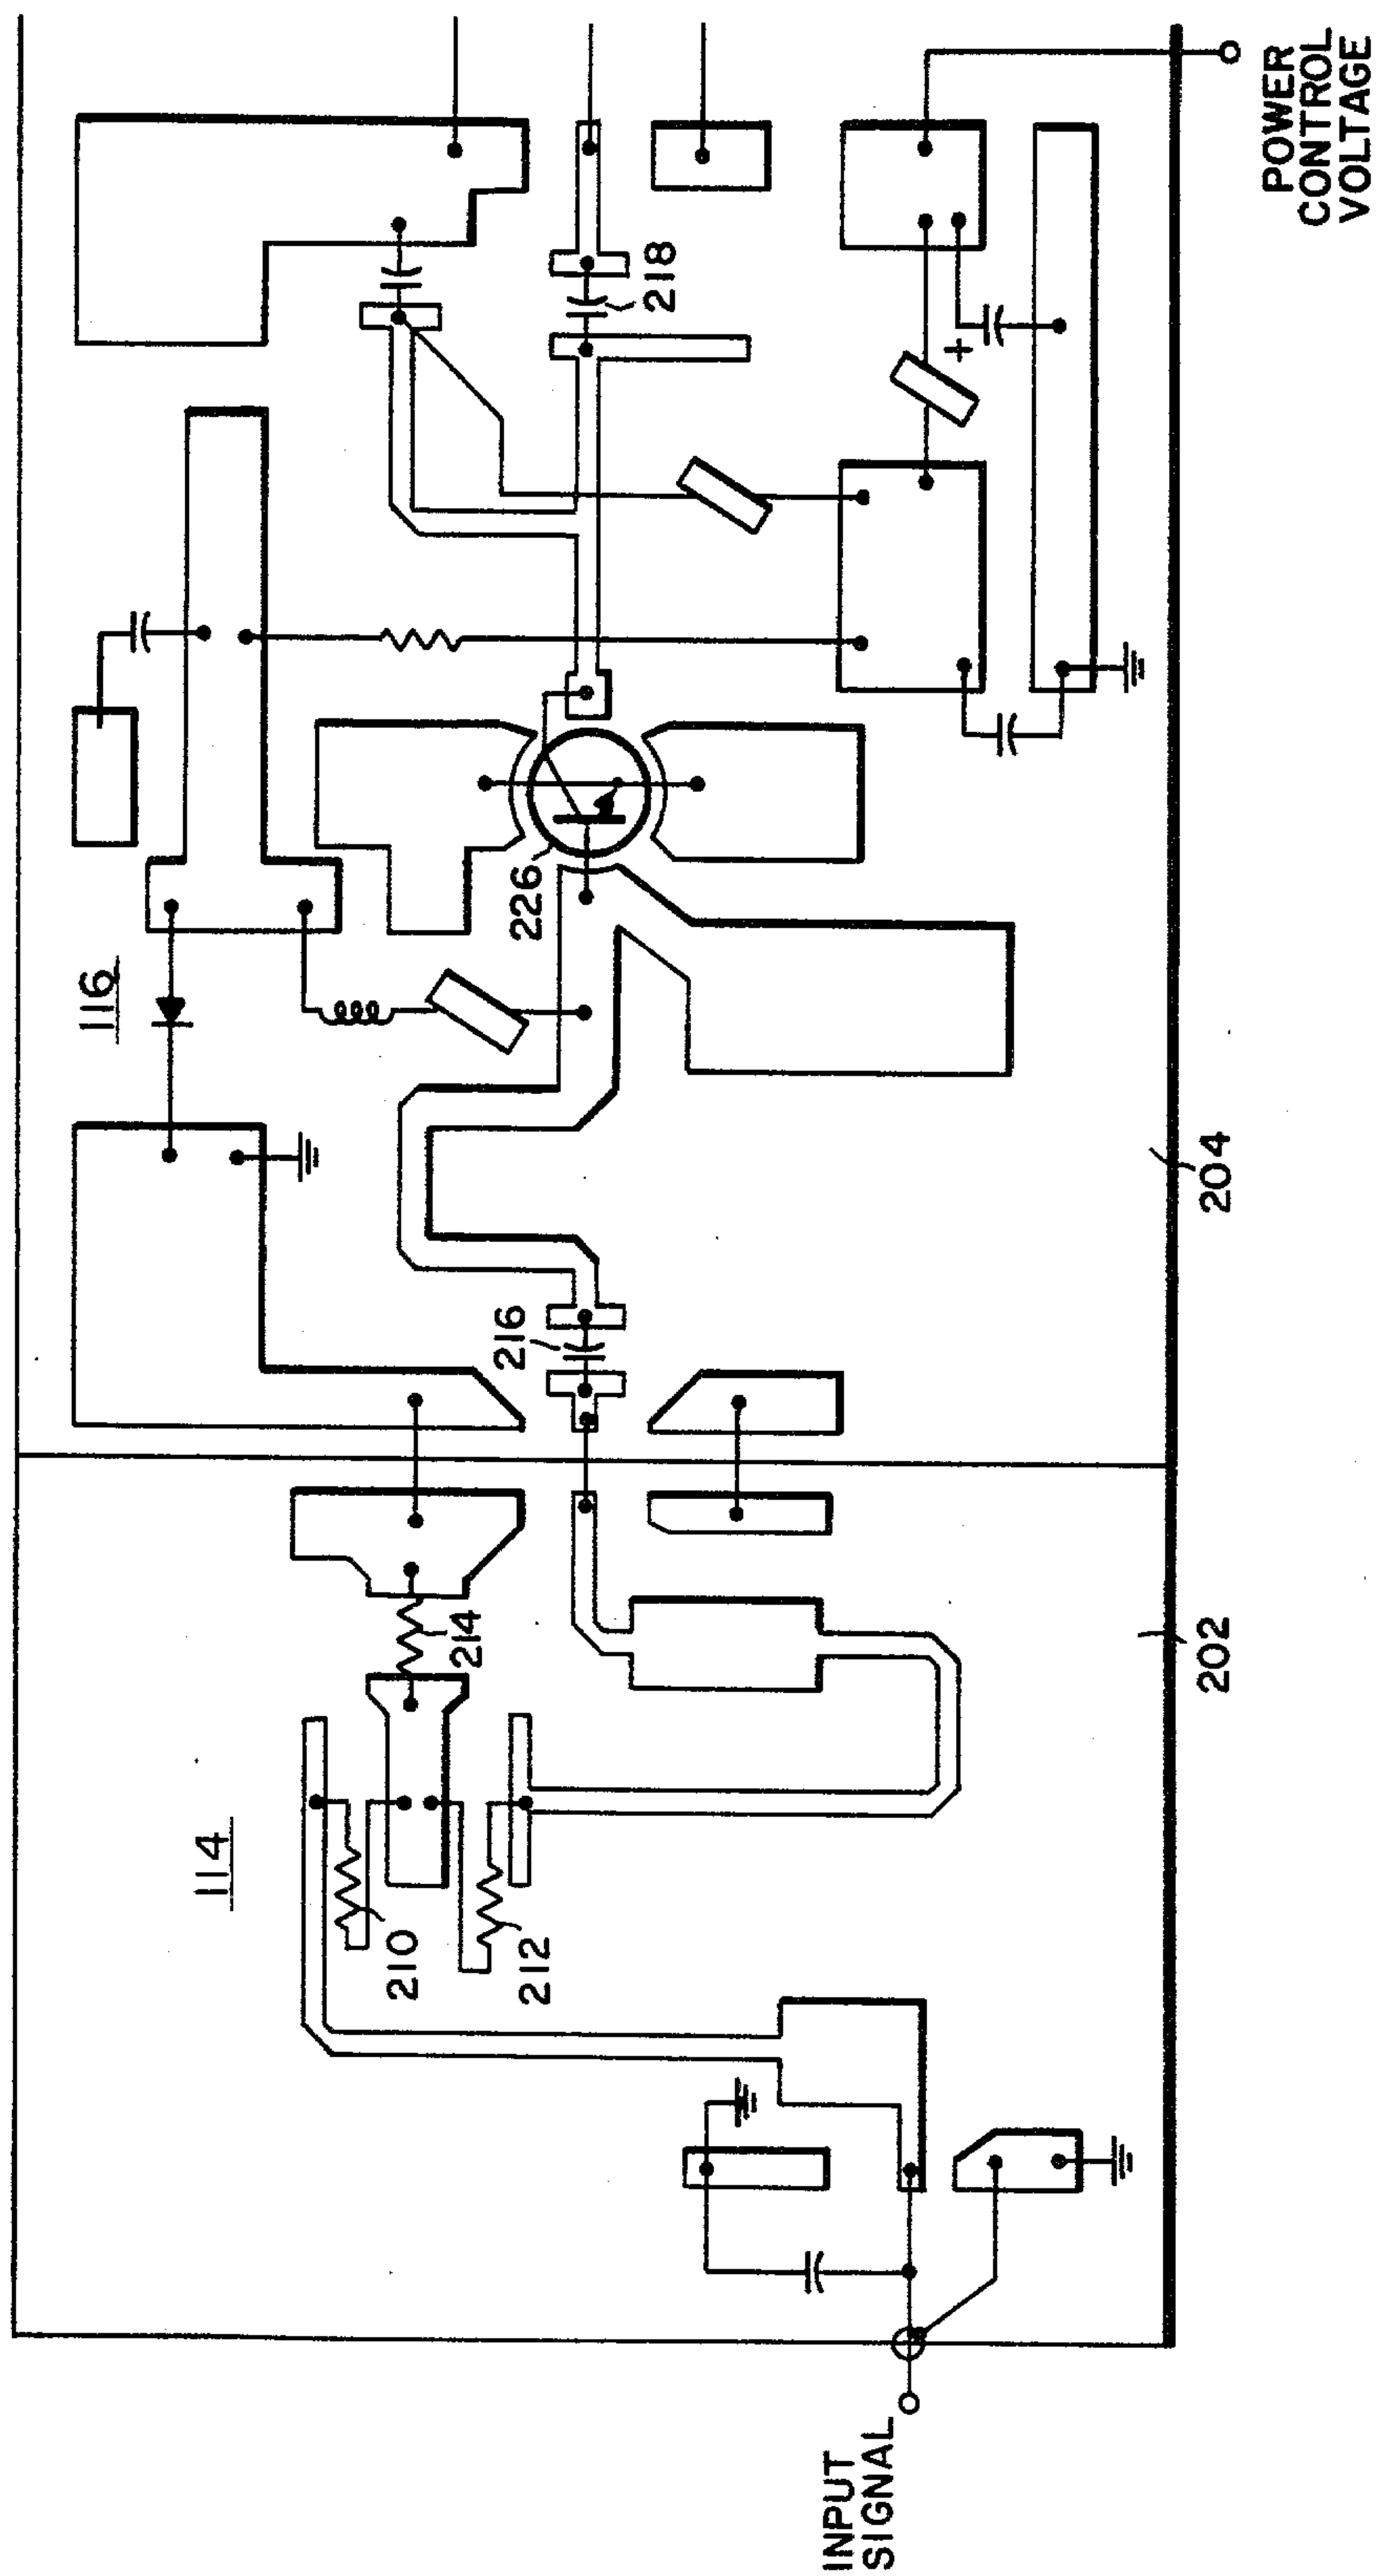 116
114
218
226
216
214
210
212
204
202
+
INPUT
SIGNAL
POWER
CONTROL
VOLTAGE